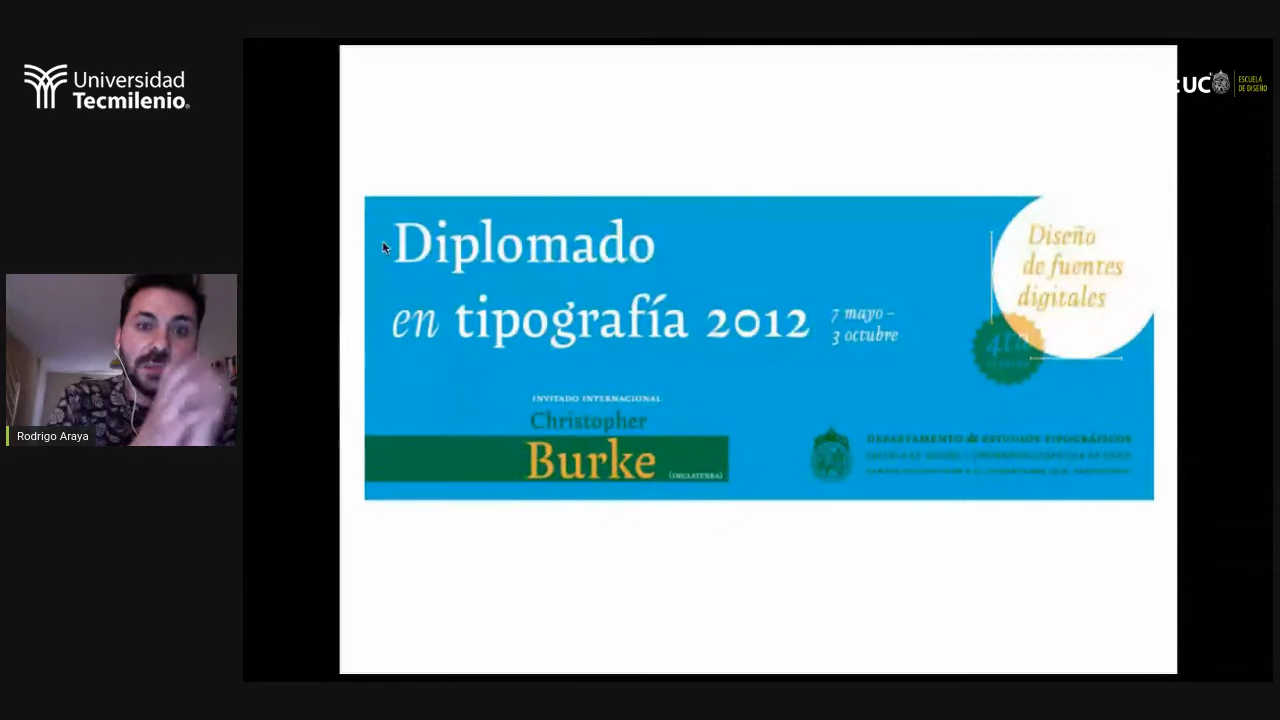 Universidad
Tecmilenio
UC
ESCUELA
DE DISEÑO
Rodrigo Araya
Diplomado
en tipografía 2012
7 mayo –
3 octubre
Diseño
de fuentes
digitales
4ta
INVITADO INTERNACIONAL
Christopher
Burke
(INGLATERRA)
DEPARTAMENTO de ESTUDIOS TIPOGRÁFICOS